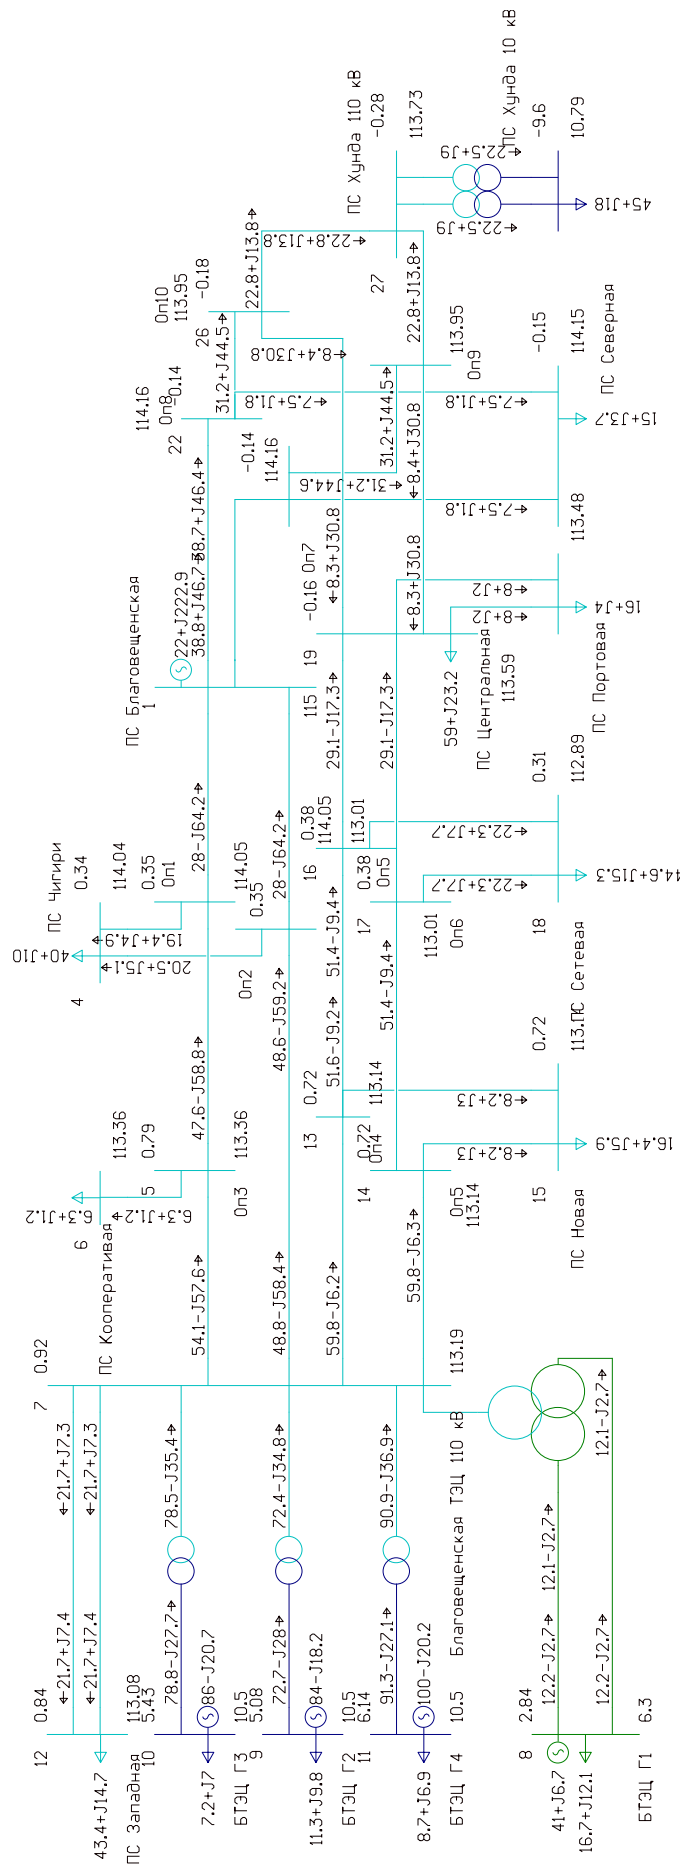 ПС Хунда 110 кВ
-0.28
113.73
27
ПС Хунда 10 кВ
-9.6
10.79
22.5+J9
22.5+J9
45+J18
Оп10
113.95
-0.18
26
22.8+J13.8
22.8+J13.8
22.8+J13.8
8.4+J30.8
31.2+J44.5
114.16
Оп8
-0.14
22
7.5+J1.8
7.5+J1.8
113.95
Оп9
31.2+J44.5
8.4+J30.8
-0.15
114.15
ПС Северная
15+J3.7
-0.14
114.16
31.2+J44.6
7.5+J1.8
113.48
38.7+J46.4
38.8+J46.7
22+J222.9
ПС Благовещенская
1
115
Оп7
-0.16
19
8.3+J30.8
8.3+J30.8
8+J2
8+J2
16+J4
ПС Портовая
59+J23.2
ПС Центральная
113.59
29.1-J17.3
29.1-J17.3
28-J64.2
28-J64.2
ПС Чигири
0.34
114.04
4
40+J10
19.4+J4.9
20.5+J5.1
0.35
Оп1
114.05
0.35
Оп2
114.05
0.38
16
113.01
Оп5
0.38
17
113.01
Оп6
22.3+J7.7
22.3+J7.7
0.31
112.89
18
ПС Сетевая
44.6+J15.3
51.4-J9.4
51.4-J9.4
51.6-J9.2
48.6-J59.2
47.6-J58.8
0.72
13
113.14
Оп4
0.72
14
Оп5
113.14
8.2+J3
8.2+J3
0.72
15
ПС Новая
16.4+J5.9
113.36
6
ПС Кооперативая
6.3+J1.2
6.3+J1.2
0.79
5
113.36
Оп3
54.1-J57.6
48.8-J58.4
59.8-J6.2
59.8-J6.3
0.92
7
113.19
Благовещенская ТЭЦ 110 кВ
21.7+J7.3
21.7+J7.3
21.7+J7.4
21.7+J7.4
78.5-J35.4
78.8-J27.7
72.4-J34.8
72.7-J28
90.9-J36.9
91.3-J27.1
12.1-J2.7
12.1-J2.7
12.2-J2.7
12.2-J2.7
0.84
12
113.08
43.4+J14.7
ПС Западная
5.43
10
10.5
86-J20.7
7.2+J7
БТЭЦ Г3
5.08
9
10.5
84-J18.2
11.3+J9.8
БТЭЦ Г2
6.14
11
10.5
100-J20.2
8.7+J6.9
БТЭЦ Г4
2.84
8
6.3
41+J6.7
16.7+J12.1
БТЭЦ Г1